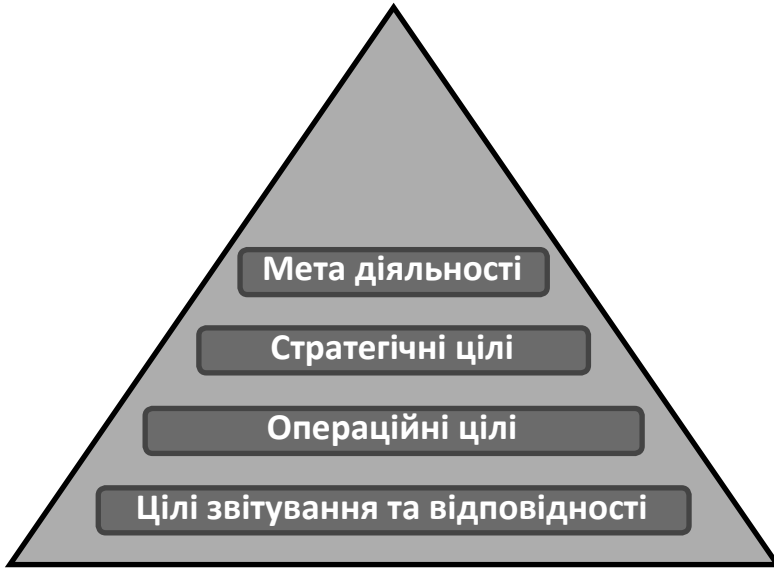 Мета діяльності
Стратегічні цілі
Операційні цілі
Цілі звітування та відповідності